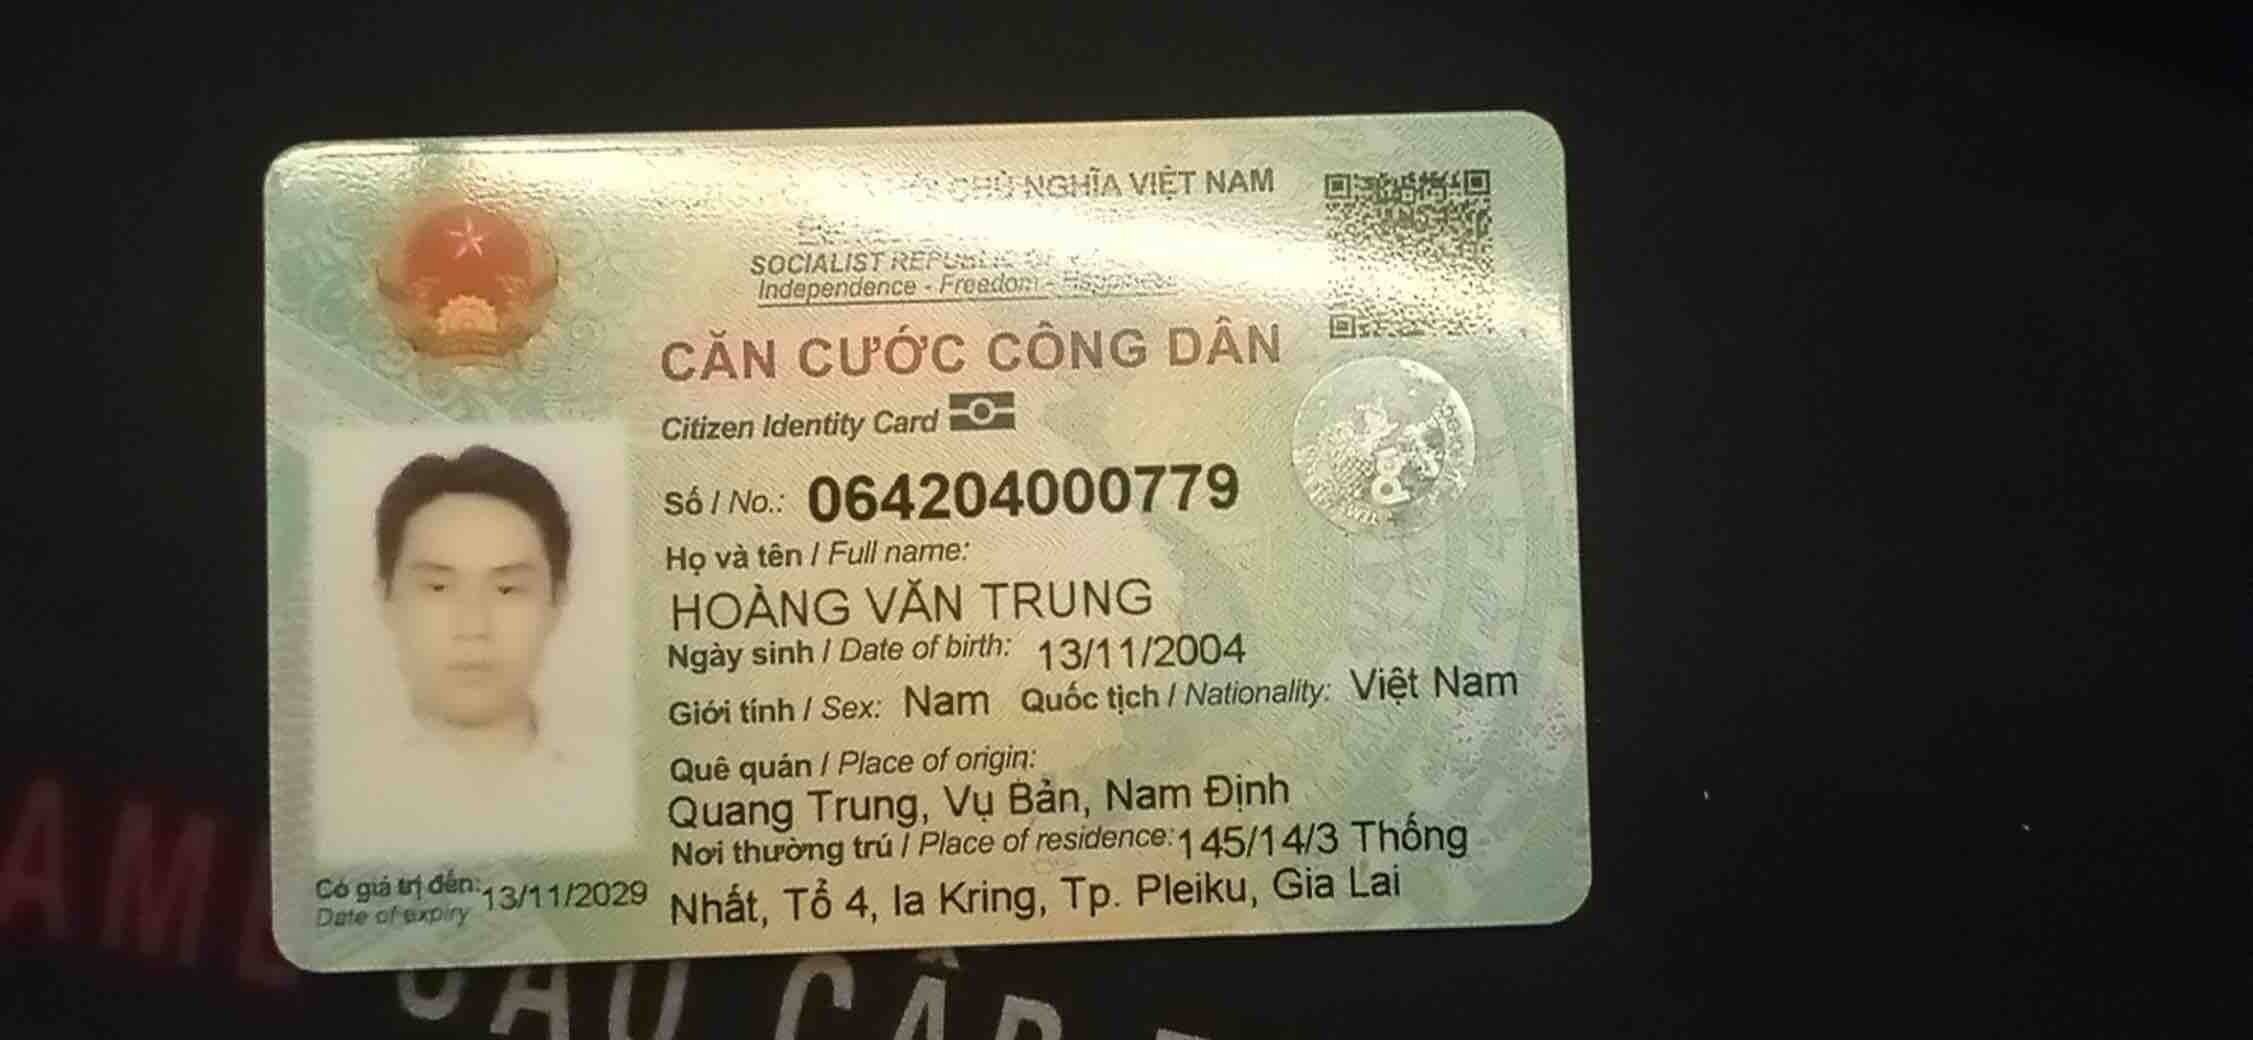 CHỦ NGHĨA VIỆT NAM
SOCIALIST REPUBLIC OF
Independence - Freedom - Happiness
CĂN CƯỚC CÔNG DÂN
Citizen Identity Card
Số / No.: 064204000779
Họ và tên / Full name:
HOÀNG VĂN TRUNG
Ngày sinh / Date of birth: 13/11/2004
Giới tính / Sex: Nam Quốc tịch / Nationality: Việt Nam
Quê quán / Place of origin:
Quang Trung, Vụ Bản, Nam Định
Nơi thường trú / Place of residence: 145/14/3 Thống
Nhất, Tổ 4, Ia Kring, Tp. Pleiku, Gia Lai
Có giá trị đến: 13/11/2029
Date of expiry